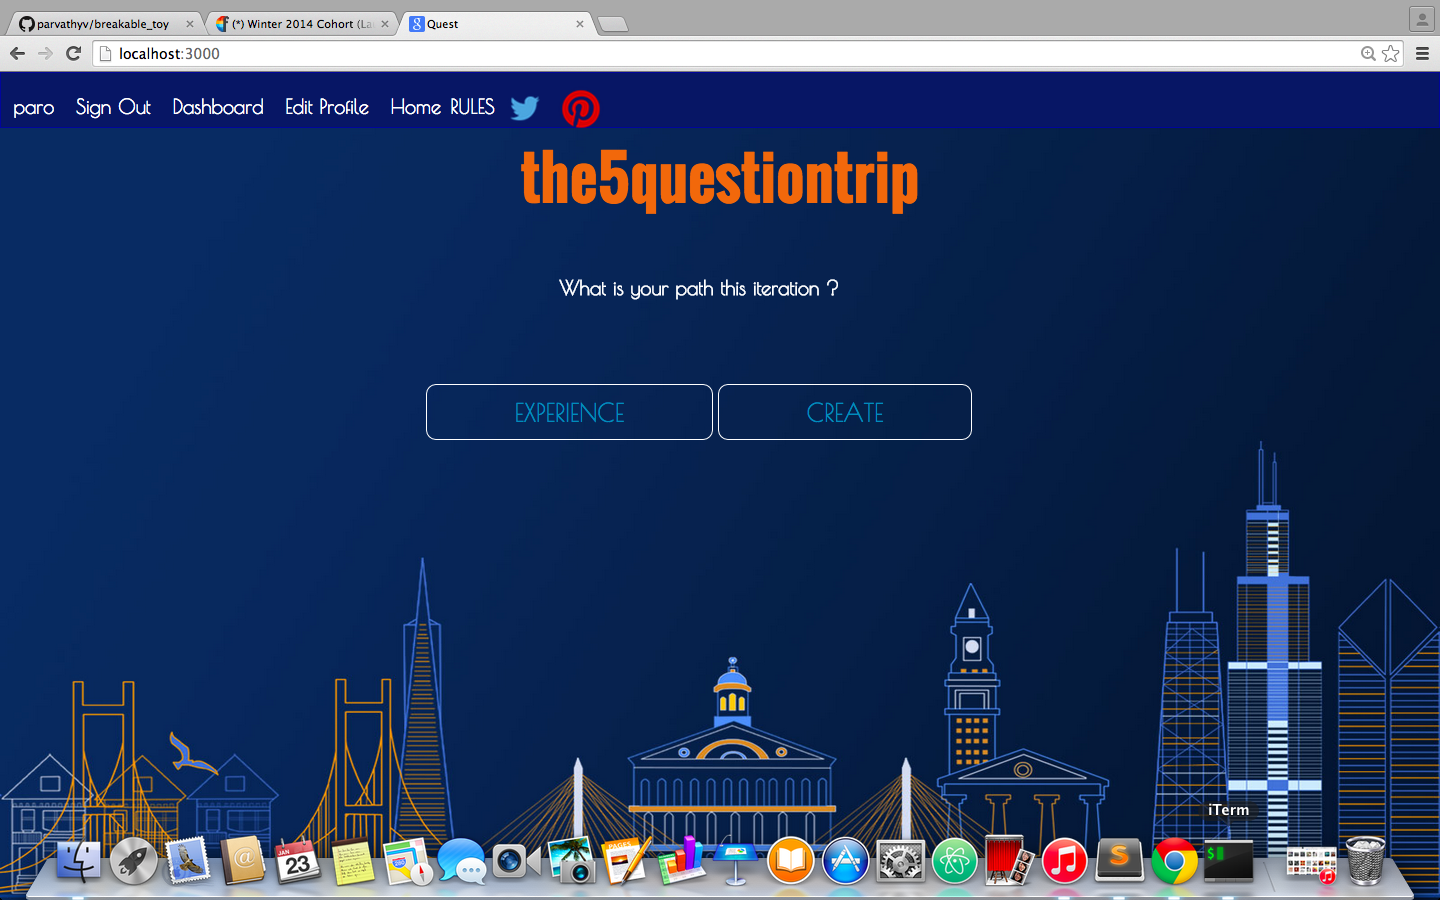 parvathyv/breakable_toy
(*) Winter 2014 Cohort (La
Quest
localhost:3000
paro Sign Out Dashboard Edit Profile Home RULES
the5questiontrip
What is your path this iteration ?
EXPERIENCE CREATE
iTerm
JAN
23
PAGES
S
$